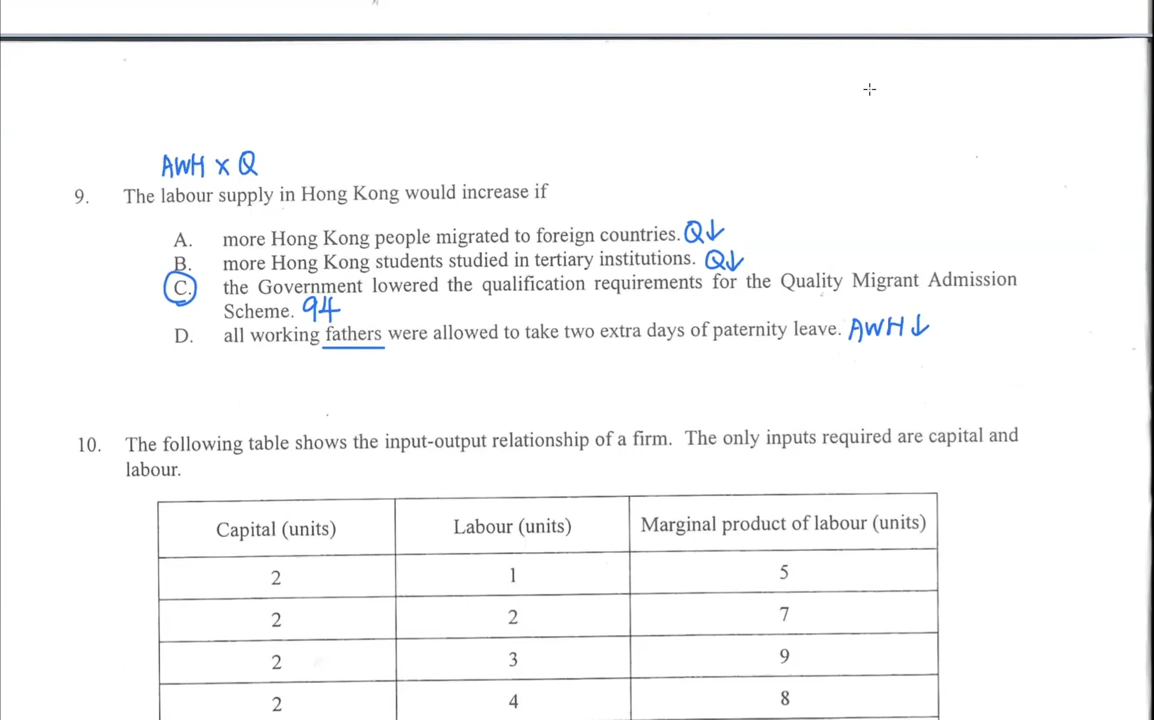 AWH x Q
9. The labour supply in Hong Kong would increase if
A. more Hong Kong people migrated to foreign countries. Q↓
B. more Hong Kong students studied in tertiary institutions. Q↓
C. the Government lowered the qualification requirements for the Quality Migrant Admission
Scheme. 94%
D. all working fathers were allowed to take two extra days of paternity leave. AWH↓
10. The following table shows the input-output relationship of a firm. The only inputs required are capital and
labour.
Capital (units) Labour (units) Marginal product of labour (units)
2 1 5
2 2 7
2 3 9
2 4 8